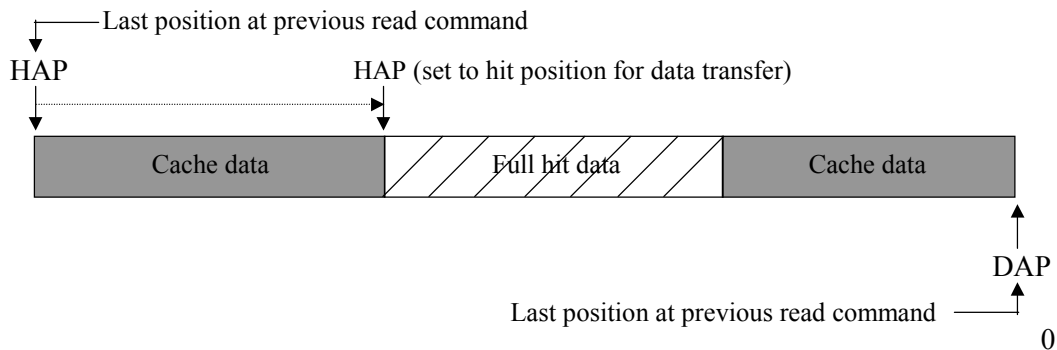 Last position at previous read command
HAP
HAP (set to hit position for data transfer)
Cache data
Full hit data
Cache data
DAP
Last position at previous read command
0